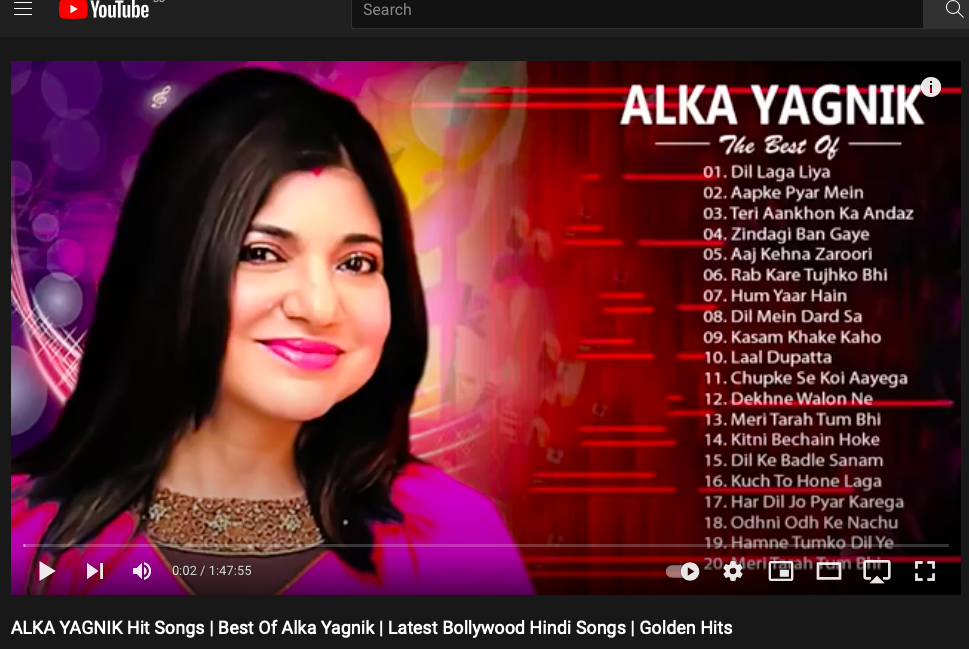 YouTube
Search
ALKA YAGNIK
The Best Of
01. Dil Laga Liya
02. Aapke Pyar Mein
03. Teri Aankhon Ka Andaz
04. Zindagi Ban Gaye
05. Aaj Kehna Zaroori
06. Rab Kare Tujhko Bhi
07. Hum Yaar Hain
08. Dil Mein Dard Sa
09. Kasam Khake Kaho
10. Laal Dupatta
11. Chupke Se Koi Aayega
12. Dekhne Walon Ne
13. Meri Tarah Tum Bhi
14. Kitni Bechain Hoke
15. Dil Ke Badle Sanam
16. Kuch To Hone Laga
17. Har Dil Jo Pyar Karega
18. Odhni Odh Ke Nachu
19. Hamne Tumko Dil Ye
20. Meri Tarah Tum Bhi
0:02 / 1:47:55
ALKA YAGNIK Hit Songs | Best Of Alka Yagnik | Latest Bollywood Hindi Songs | Golden Hits